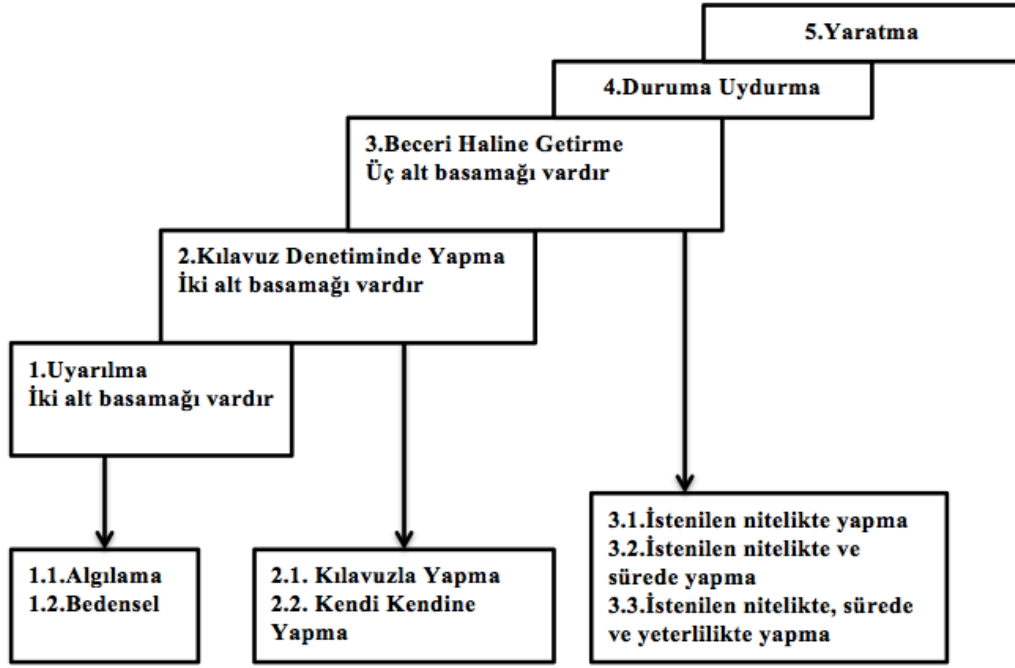 5.Yaratma
4.Duruma Uydurma
3.Beceri Haline Getirme
Üç alt basamağı vardır
2.Kılavuz Denetiminde Yapma
İki alt basamağı vardır
1.Uyarılma
İki alt basamağı vardır
1.1.Algılama
1.2.Bedensel
2.1. Kılavuzla Yapma
2.2. Kendi Kendine
Yapma
3.1.İstenilen nitelikte yapma
3.2.İstenilen nitelikte ve
sürede yapma
3.3.İstenilen nitelikte, sürede
ve yeterlilikte yapma